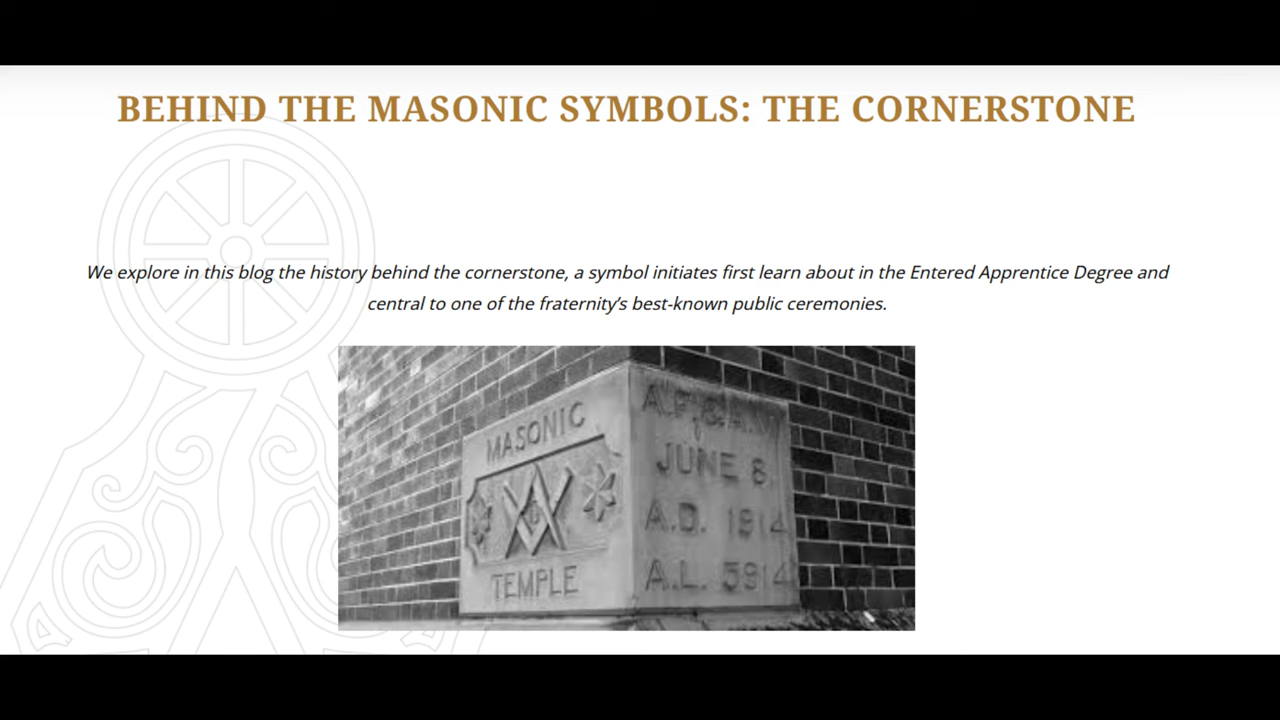 BEHIND THE MASONIC SYMBOLS: THE CORNERSTONE
We explore in this blog the history behind the cornerstone, a symbol initiates first learn about in the Entered Apprentice Degree and
central to one of the fraternity's best-known public ceremonies.
MASONIC
G
TEMPLE
A.F.& A.M
JUNE 8
A.D. 1914
A.L. 5914